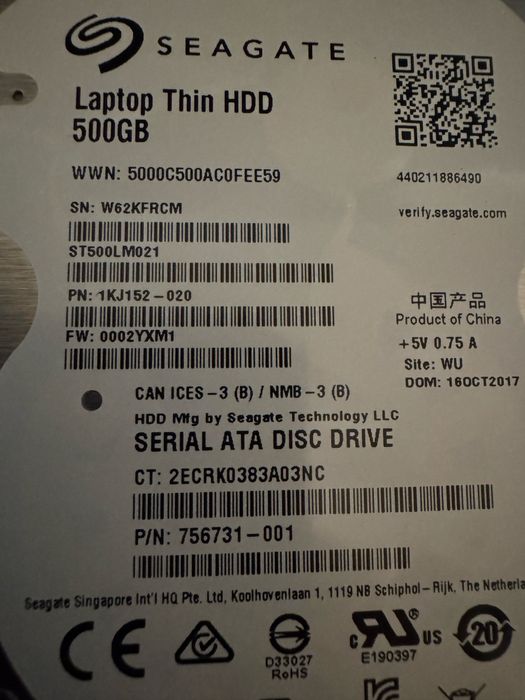 SEAGATE
Laptop Thin HDD
500GB
WWN: 5000C500AC0FEE59
440211886490
SN: W62KFRCM
verify.seagate.com
ST500LM021
PN: 1KJ152-020
中国产品
Product of China
FW: 0002YXM1
+5V 0.75 A
Site: WU
DOM: 16OCT2017
CAN ICES-3 (B) / NMB-3 (B)
HDD Mfg by Seagate Technology LLC
SERIAL ATA DISC DRIVE
CT: 2ECRK0383A03NC
P/N: 756731-001
Seagate Singapore Int'l HQ Pte. Ltd, Koolhovenlaan 1, 1119 NB Schiphol-Rijk, The Netherla
CE
D33027
RoHS
c RU ® US
E190397
20